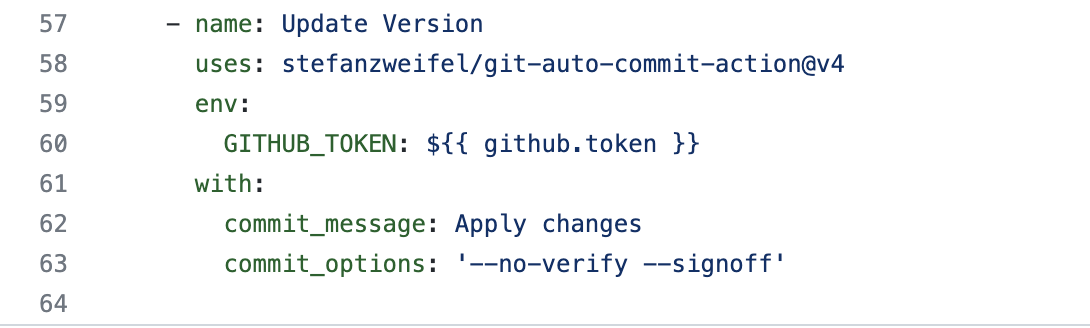 57 - name: Update Version
58 uses: stefanzweifel/git-auto-commit-action@v4
59 env:
60 GITHUB_TOKEN: ${{ github.token }}
61 with:
62 commit_message: Apply changes
63 commit_options: '--no-verify --signoff'
64